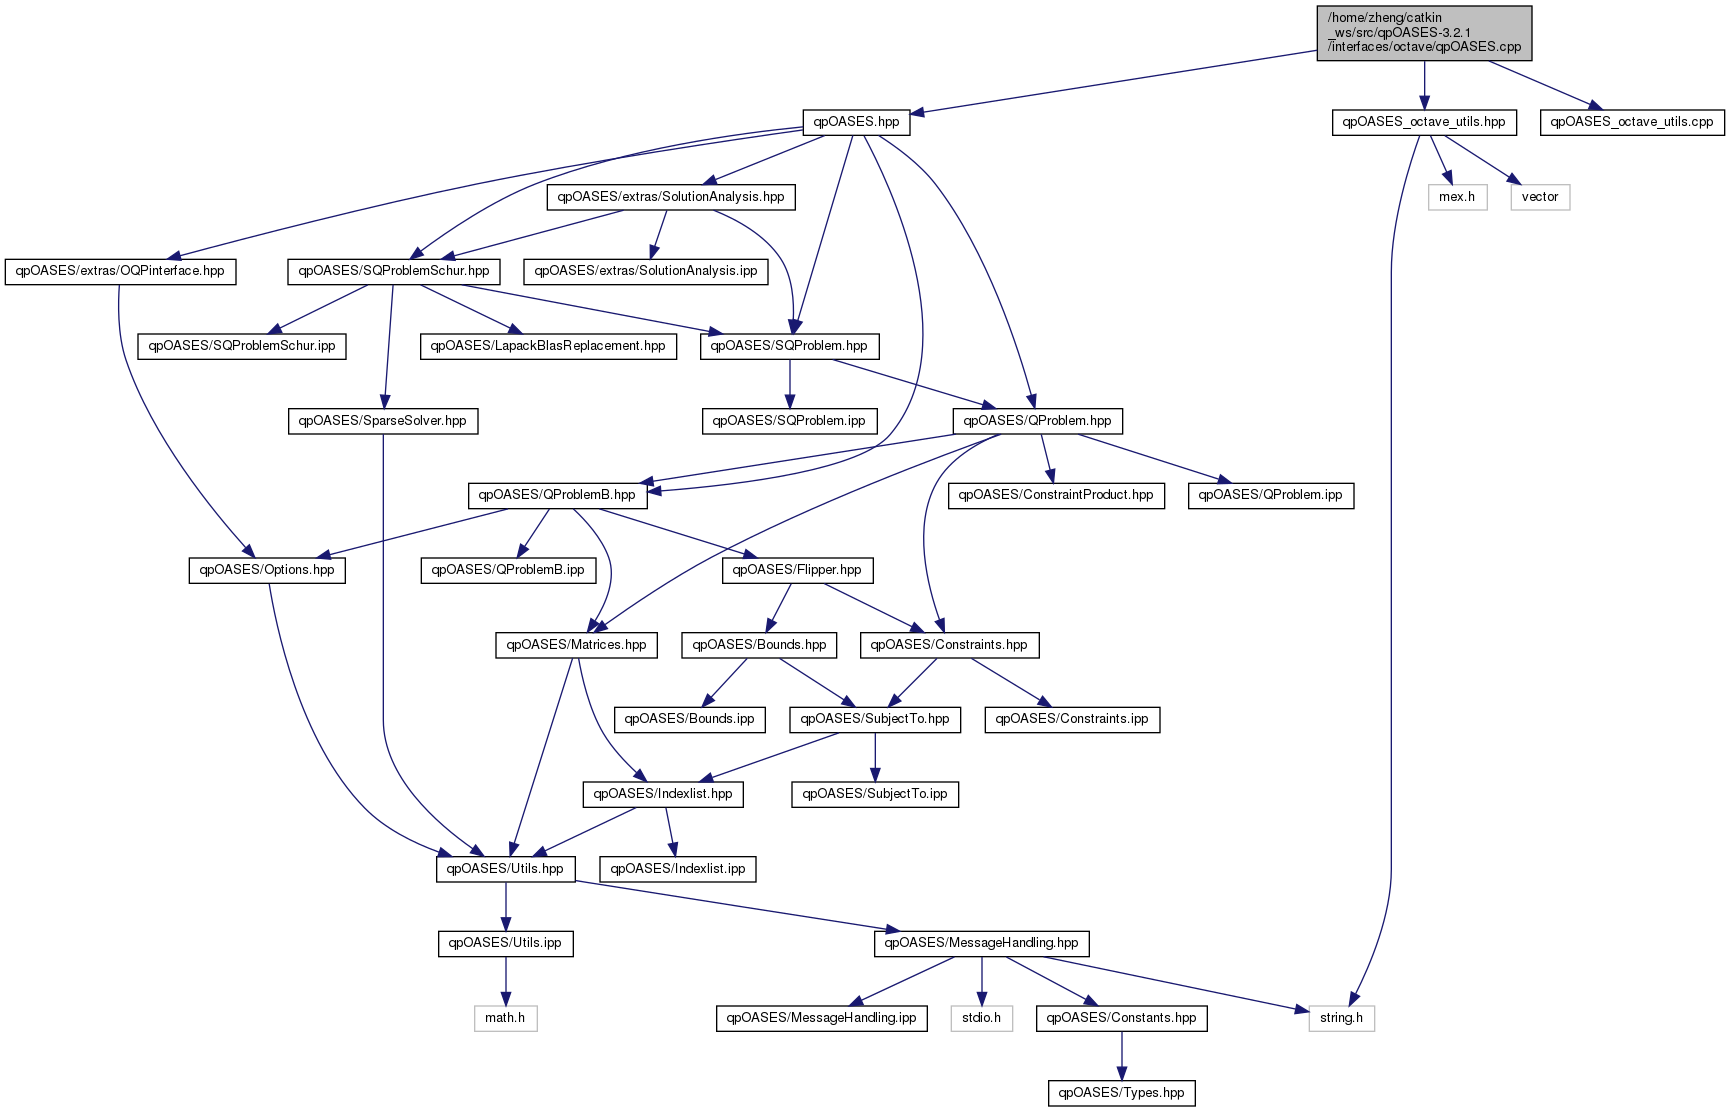 /home/zheng/catkin
_ws/src/qpOASES-3.2.1
/interfaces/octave/qpOASES.cpp
qpOASES.hpp
qpOASES_octave_utils.hpp
qpOASES_octave_utils.cpp
qpOASES/extras/SolutionAnalysis.hpp
mex.h
vector
qpOASES/extras/OQPinterface.hpp
qpOASES/SQProblemSchur.hpp
qpOASES/extras/SolutionAnalysis.ipp
qpOASES/SQProblemSchur.ipp
qpOASES/LapackBlasReplacement.hpp
qpOASES/SQProblem.hpp
qpOASES/SparseSolver.hpp
qpOASES/SQProblem.ipp
qpOASES/QProblem.hpp
qpOASES/QProblemB.hpp
qpOASES/ConstraintProduct.hpp
qpOASES/QProblem.ipp
qpOASES/Options.hpp
qpOASES/QProblemB.ipp
qpOASES/Flipper.hpp
qpOASES/Matrices.hpp
qpOASES/Bounds.hpp
qpOASES/Constraints.hpp
qpOASES/Bounds.ipp
qpOASES/SubjectTo.hpp
qpOASES/Constraints.ipp
qpOASES/Indexlist.hpp
qpOASES/SubjectTo.ipp
qpOASES/Utils.hpp
qpOASES/Indexlist.ipp
qpOASES/Utils.ipp
qpOASES/MessageHandling.hpp
math.h
qpOASES/MessageHandling.ipp
stdio.h
qpOASES/Constants.hpp
string.h
qpOASES/Types.hpp